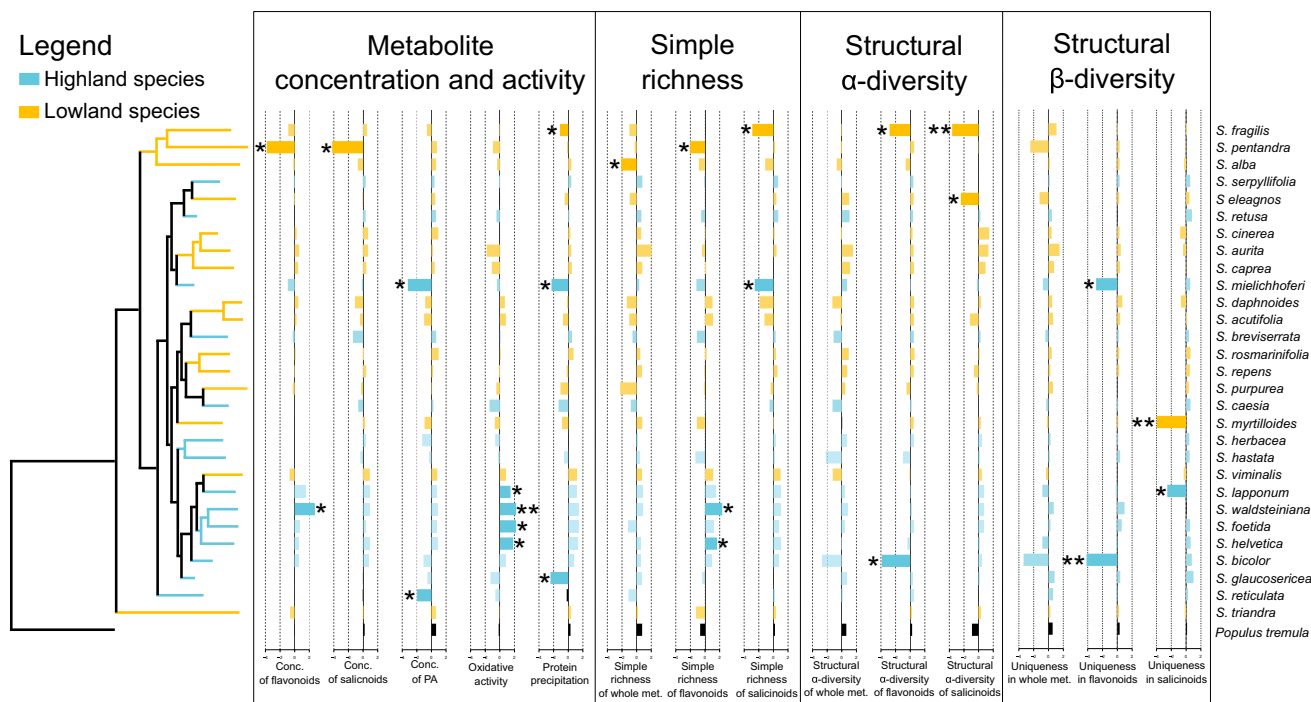 Legend
Highland species
Lowland species
Metabolite
concentration and activity
Simple
richness
Structural
α-diversity
Structural
β-diversity
S. fragilis
S. pentandra
S. alba
S. serpyllifolia
S eleagnos
S. retusa
S. cinerea
S. aurita
S. caprea
S. mielichhoferi
S. daphnoides
S. acutifolia
S. breviserrata
S. rosmarinifolia
S. repens
S. purpurea
S. caesia
S. myrtilloides
S. herbacea
S. hastata
S. viminalis
S. lapponum
S. waldsteiniana
S. foetida
S. helvetica
S. bicolor
S. glaucosericea
S. reticulata
S. triandra
Populus tremula
Conc.
of flavonoids
Conc.
of salicnoids
Conc.
of PA
Oxidative
activity
Protein
precipitation
Simple
richness
of whole met.
Simple
richness
of flavonoids
Simple
richness
of salicinoids
Structural
α-diversity
of whole met.
Structural
α-diversity
of flavonoids
Structural
α-diversity
of salicinoids
Uniqueness
in whole met.
Uniqueness
in flavonoids
Uniqueness
in salicinoids